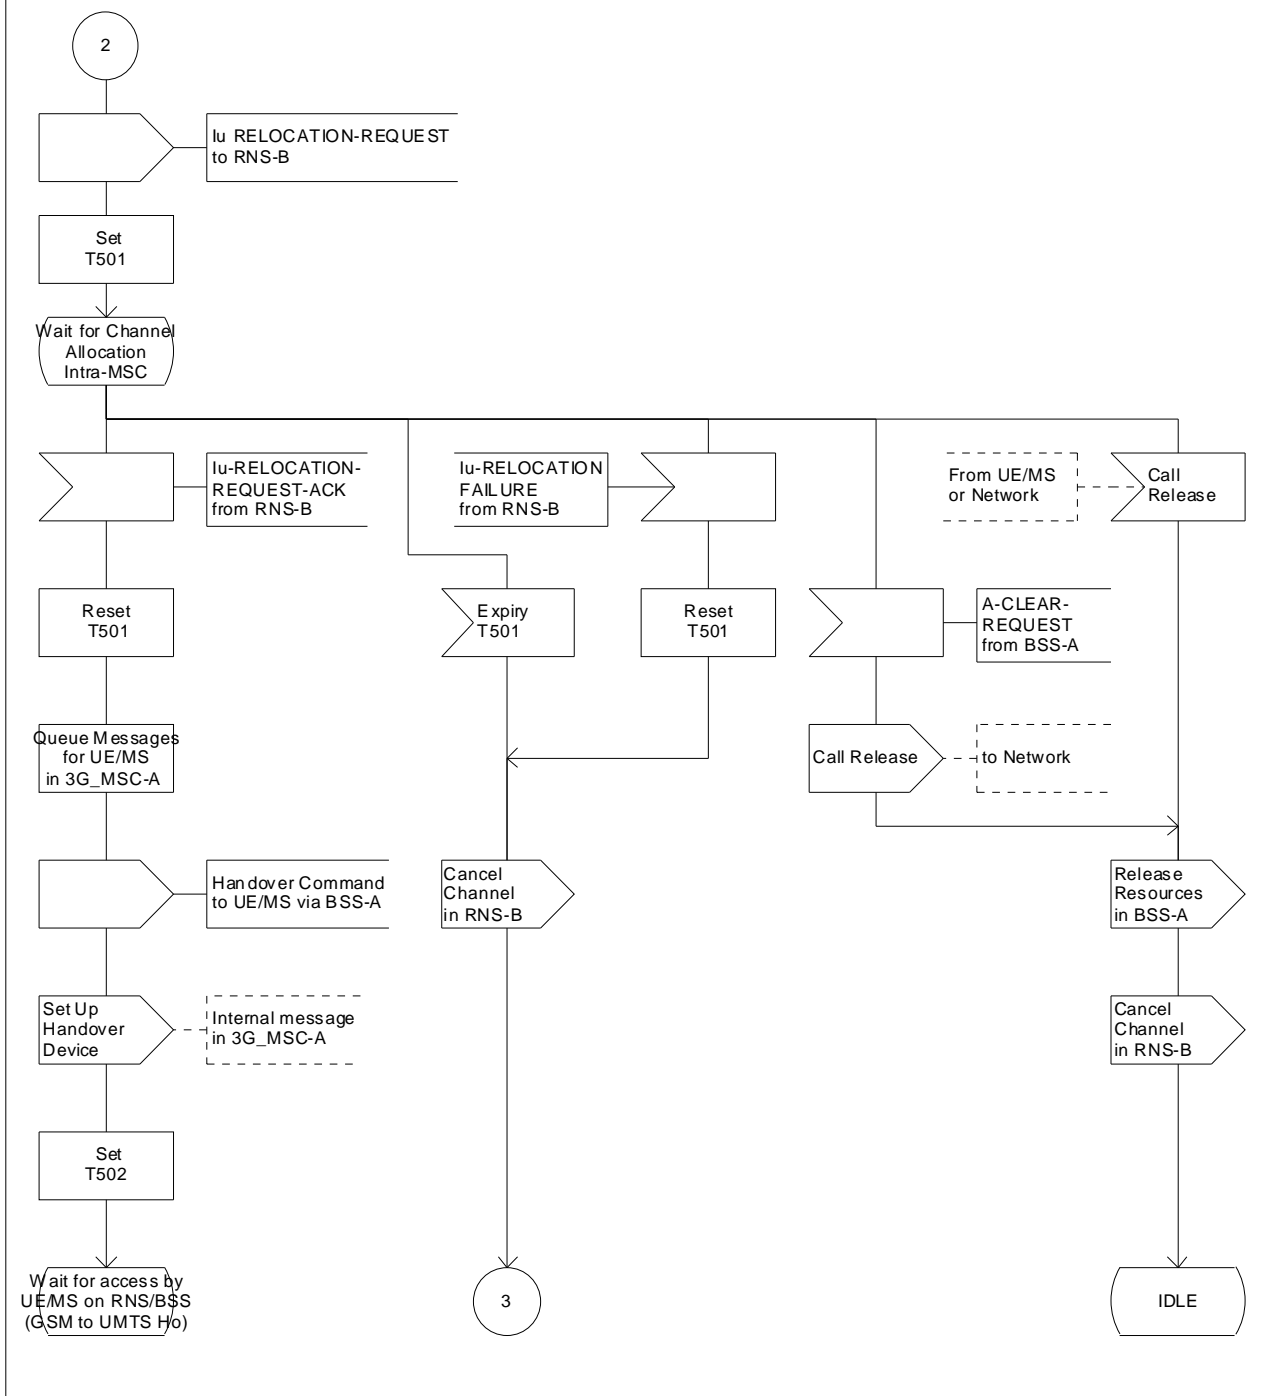 2
Iu RELOCATION-REQUEST
to RNS-B
Set
T501
Wait for Channel
Allocation
Intra-MSC
Iu-RELOCATION-
REQUEST-ACK
from RNS-B
Iu-RELOCATION
FAILURE
from RNS-B
From UE/MS
or Network
Call
Release
Reset
T501
Expiry
T501
Reset
T501
A-CLEAR-
REQUEST
from BSS-A
Queue Messages
for UE/MS
in 3G_MSC-A
Call Release
to Network
Handover Command
to UE/MS via BSS-A
Cancel
Channel
in RNS-B
Release
Resources
in BSS-A
Set Up
Handover
Device
Internal message
in 3G_MSC-A
Cancel
Channel
in RNS-B
Set
T502
Wait for access by
UE/MS on RNS/BSS
(GSM to UMTS Ho)
3
IDLE